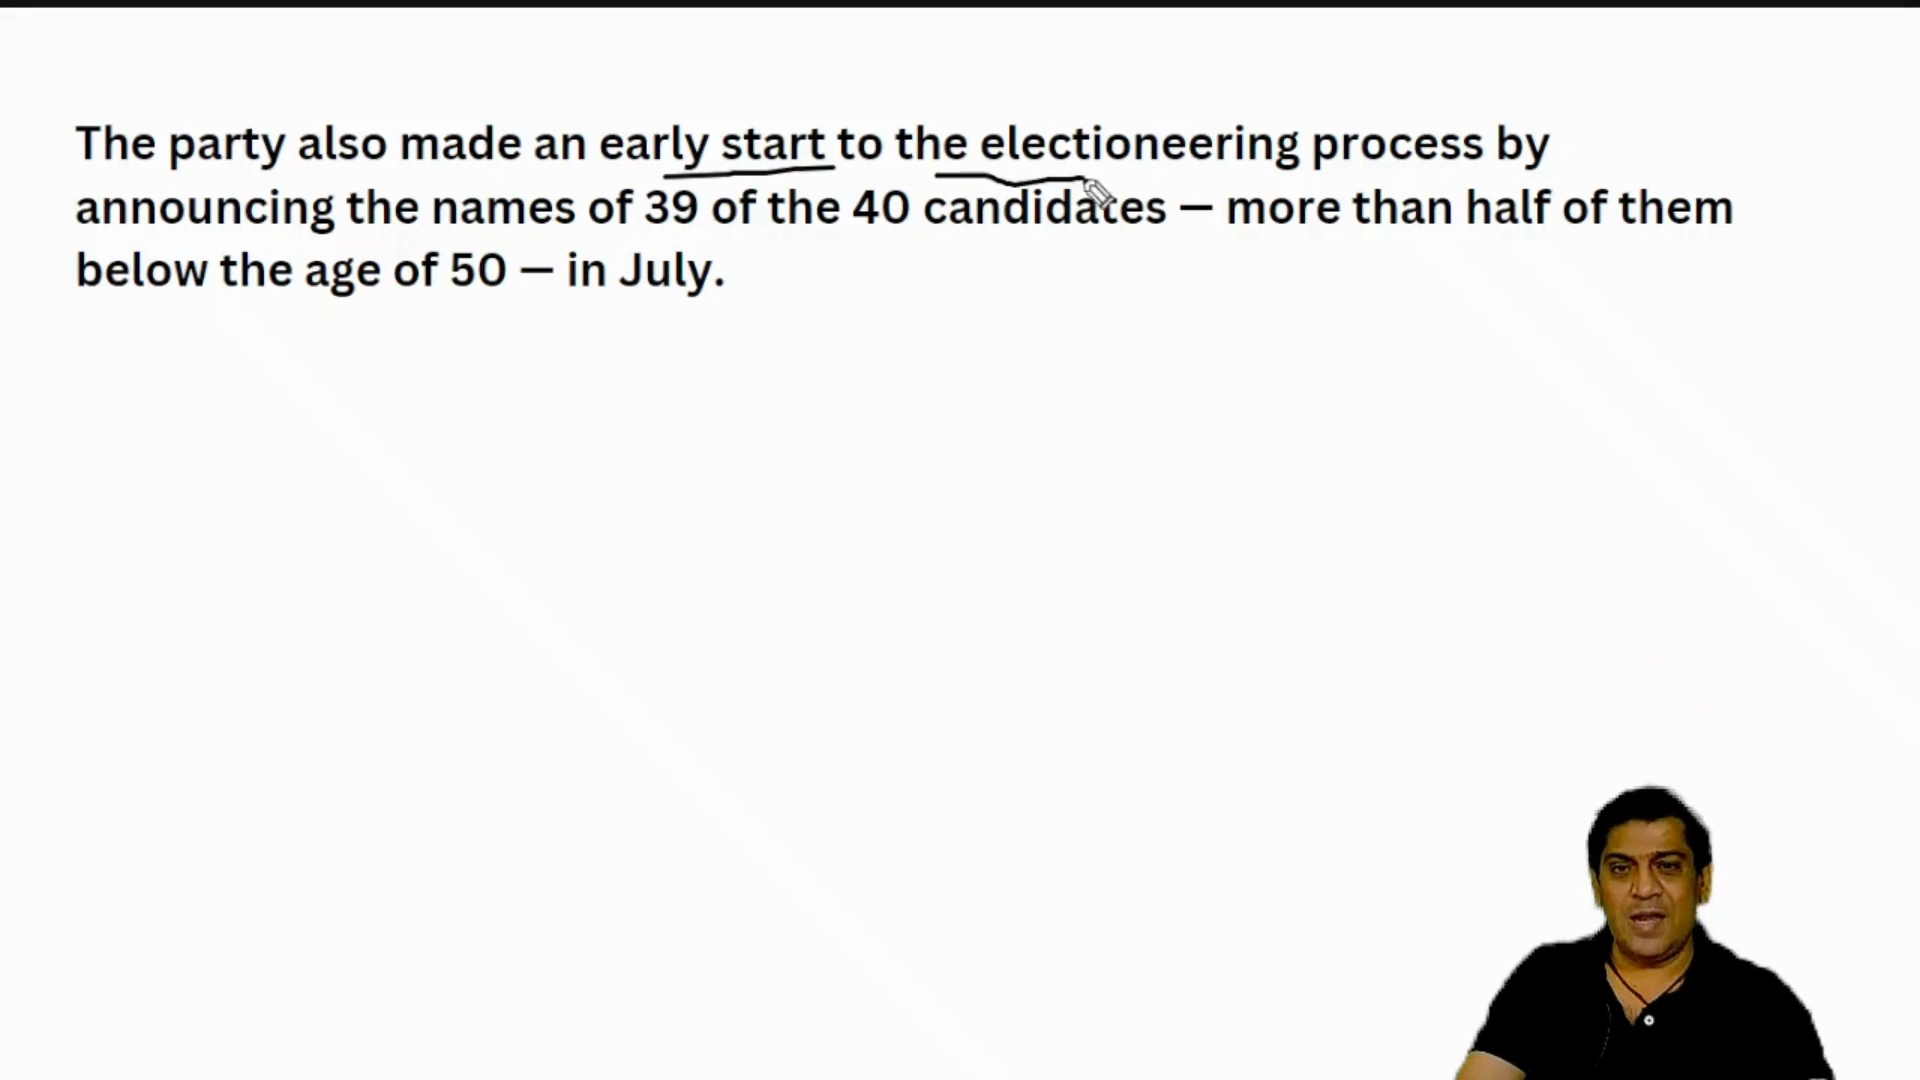 The party also made an early start to the electioneering process by
announcing the names of 39 of the 40 candidates — more than half of them
below the age of 50 — in July.